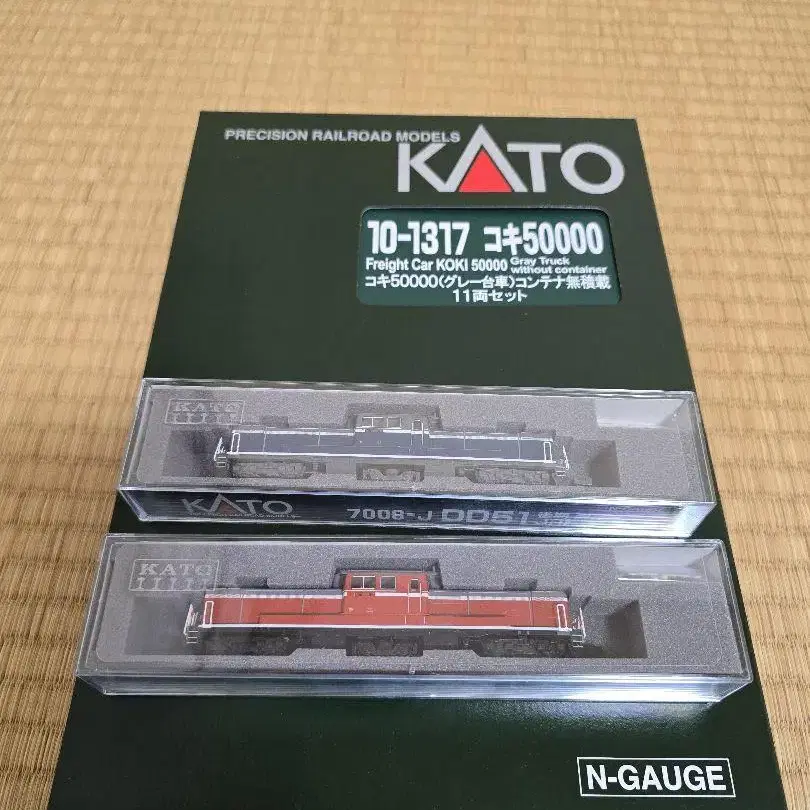 PRECISION RAILROAD MODELS
KATO
10-1317 コキ50000
Freight Car KOKI 50000 Gray Truck without container
コキ50000(グレー台車)コンテナ無積載
11両セット
KATO
KATO
7008-J DD51
KATO
N-GAUGE